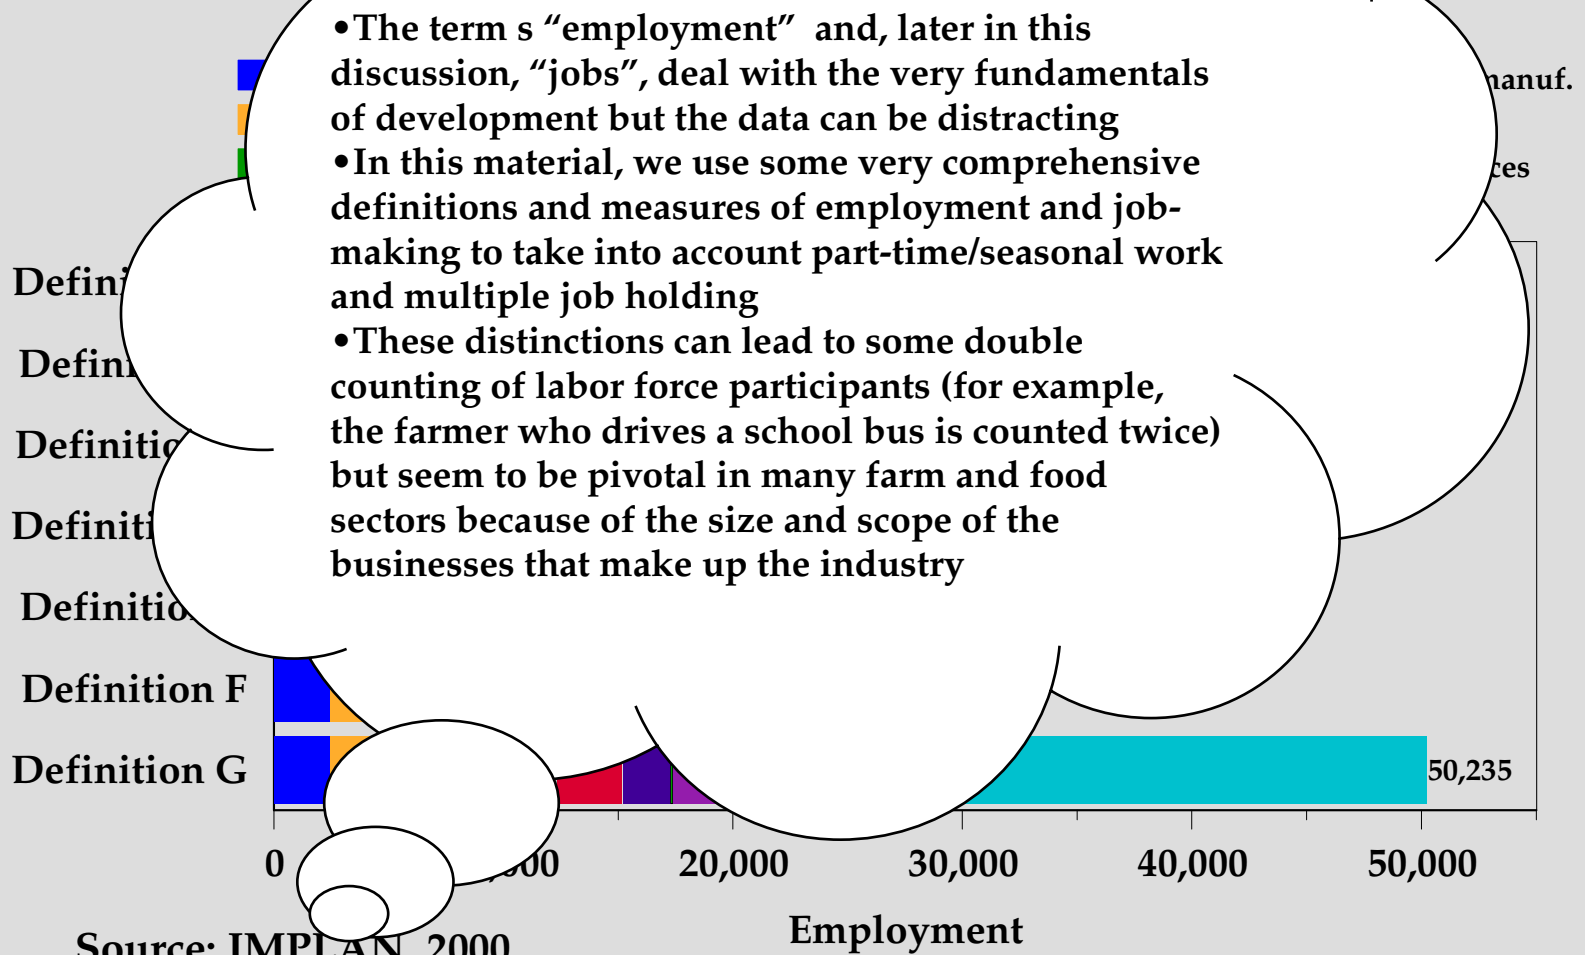 •The term s “employment”  and, later in this
discussion, “jobs”, deal with the very fundamentals
of development but the data can be distracting
•In this material, we use some very comprehensive
definitions and measures of employment and job-
making to take into account part-time/seasonal work
and multiple job holding
•These distinctions can lead to some double
counting of labor force participants (for example,
the farmer who drives a school bus is counted twice)
but seem to be pivotal in many farm and food
sectors because of the size and scope of the
businesses that make up the industry
manuf.
Definition F
Definition G
50,235
0
20,000
30,000
40,000
50,000
Employment
Source: IMPLAN, 2000